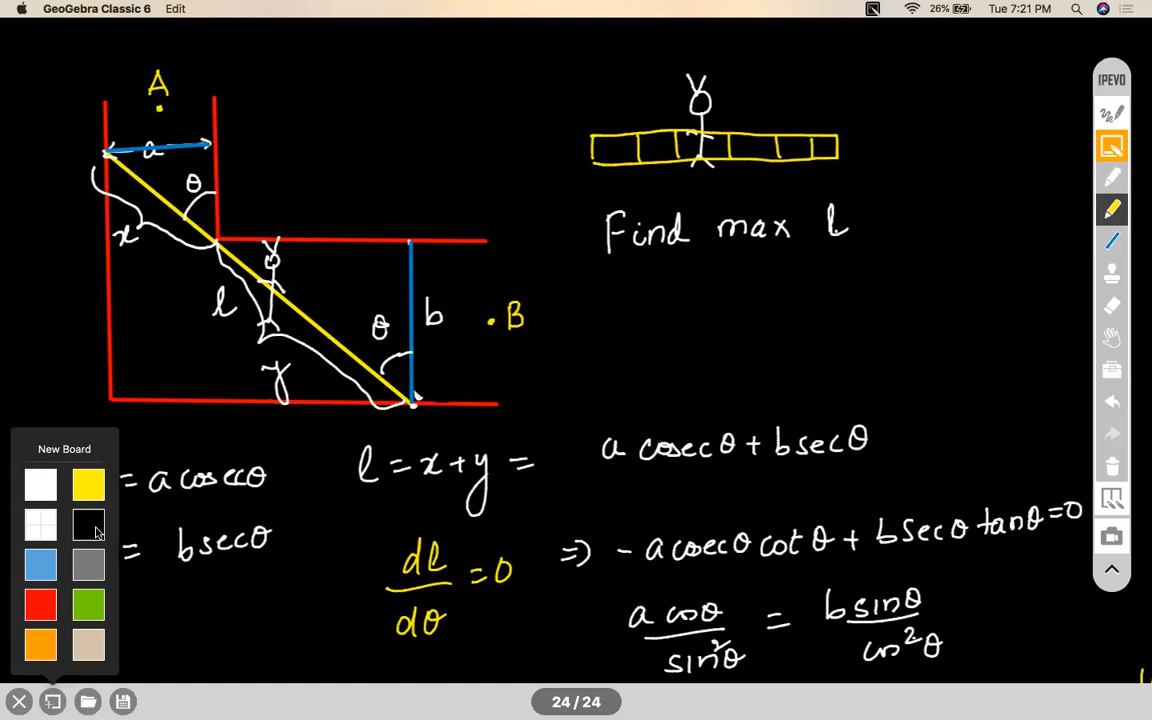 GeoGebra Classic 6 Edit
26% Tue 7:21 PM
A
IPEVO
a
θ
x
Find max l
l
θ
b
. B
y
New Board
= a cosecθ
l = x+y =
a cosecθ + b secθ
= b secθ
dl/dθ = 0
=> - a cosecθ cot θ + b secθ tanθ = 0
a cosθ/sin²θ = b sinθ/cos²θ
24 / 24